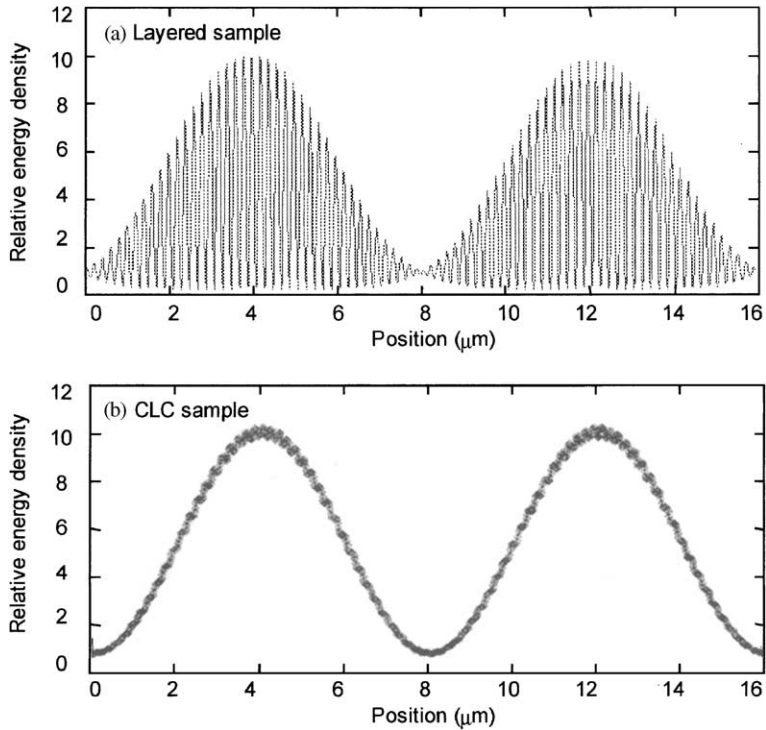 12
(a) Layered sample
10
8
6
4
2
0
Relative energy density
0 2 4 6 8 10 12 14 16
Position (μm)
12
(b) CLC sample
10
8
6
4
2
0
Relative energy density
0 2 4 6 8 10 12 14 16
Position (μm)